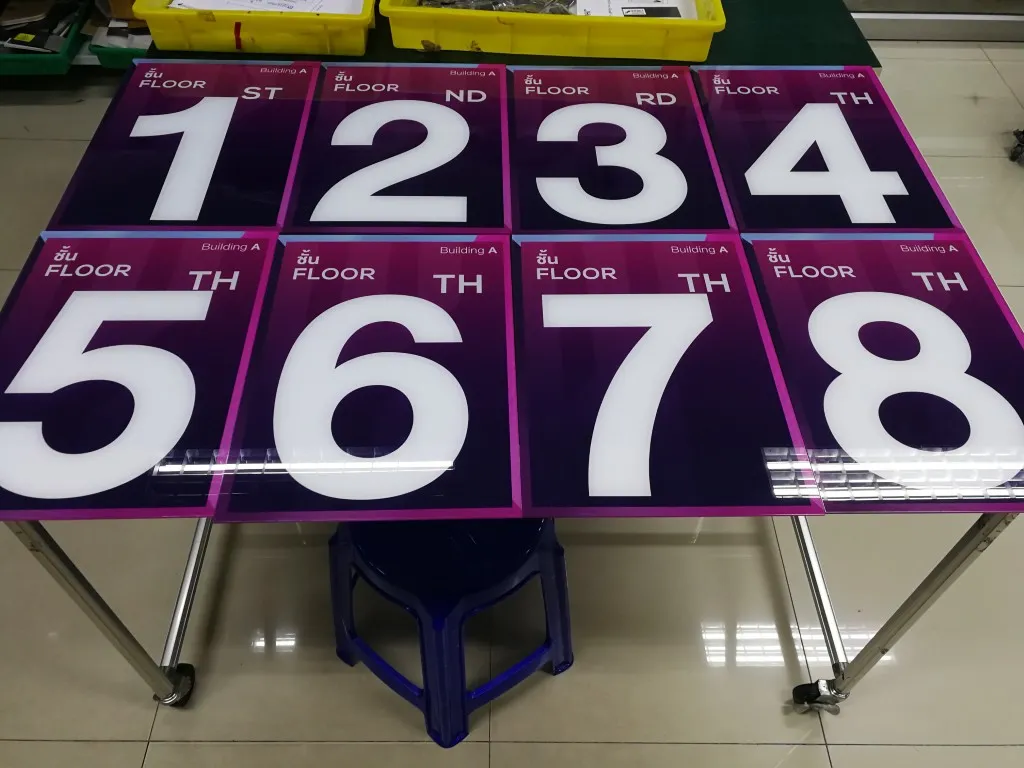 ชั้น
FLOOR
Building A
1 ST
ชั้น
FLOOR
Building A
2 ND
ชั้น
FLOOR
Building A
3 RD
ชั้น
FLOOR
Building A
4 TH
ชั้น
FLOOR
Building A
5 TH
ชั้น
FLOOR
Building A
6 TH
ชั้น
FLOOR
Building A
7 TH
ชั้น
FLOOR
Building A
8 TH